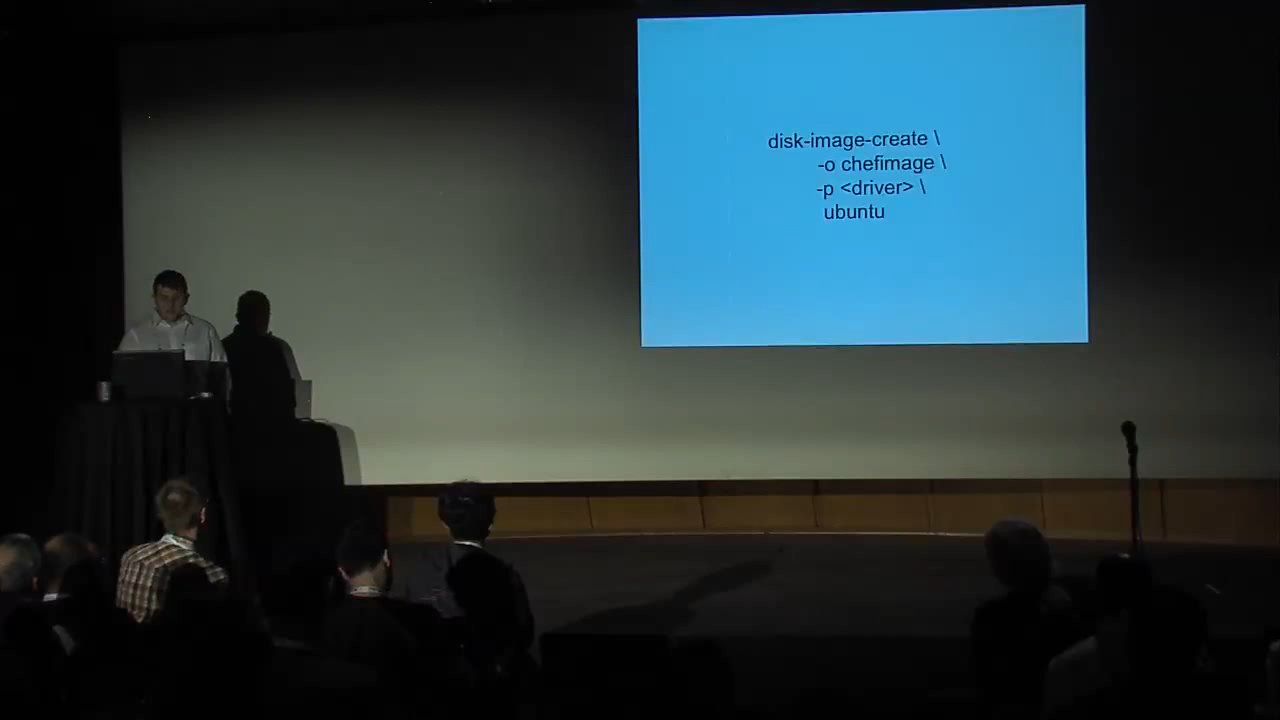 disk-image-create \
-o chefimage \
-p <driver> \
ubuntu